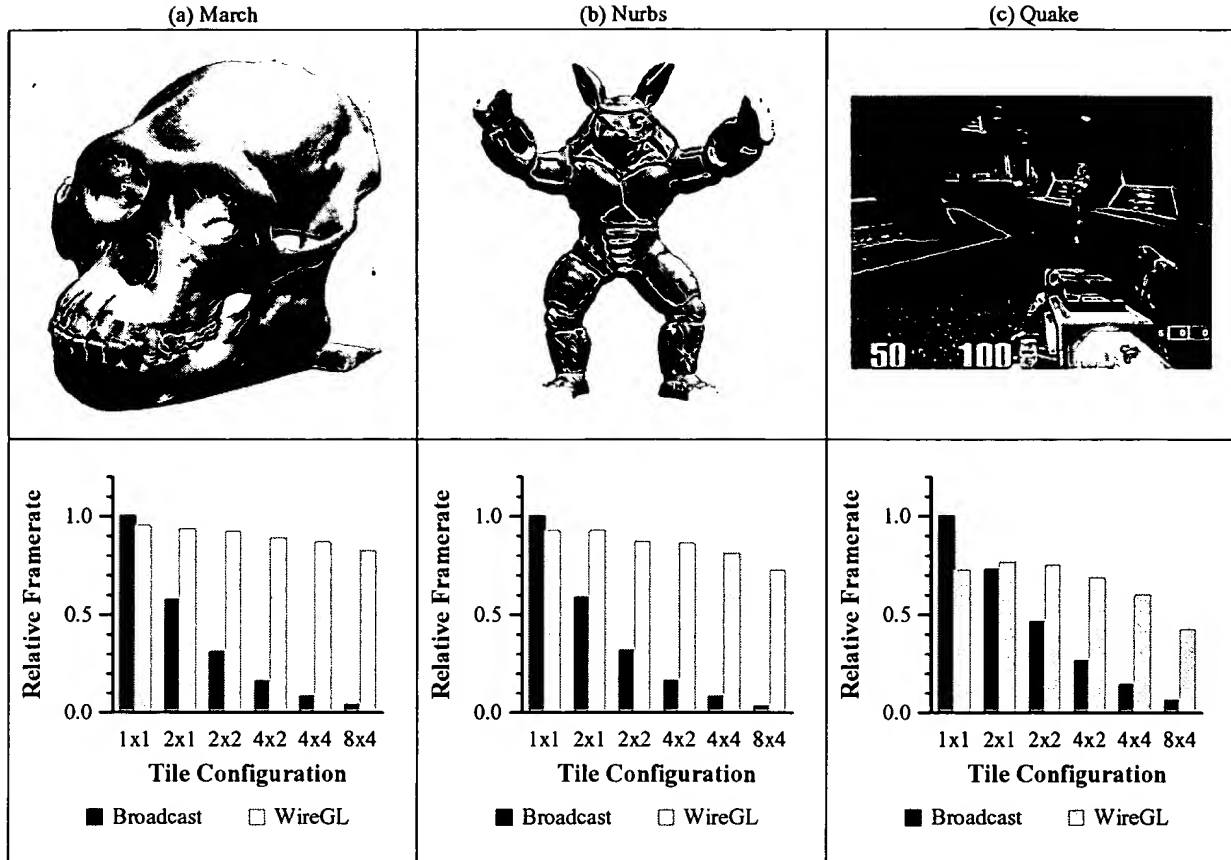 (a) March
(b) Nurbs
(c) Quake
50 100
Relative Framerate
1.0
0.5
0.0
1x1 2x1 2x2 4x2 4x4 8x4
Tile Configuration
Broadcast WireGL
Relative Framerate
1.0
0.5
0.0
1x1 2x1 2x2 4x2 4x4 8x4
Tile Configuration
Broadcast WireGL
Relative Framerate
1.0
0.5
0.0
1x1 2x1 2x2 4x2 4x4 8x4
Tile Configuration
Broadcast WireGL